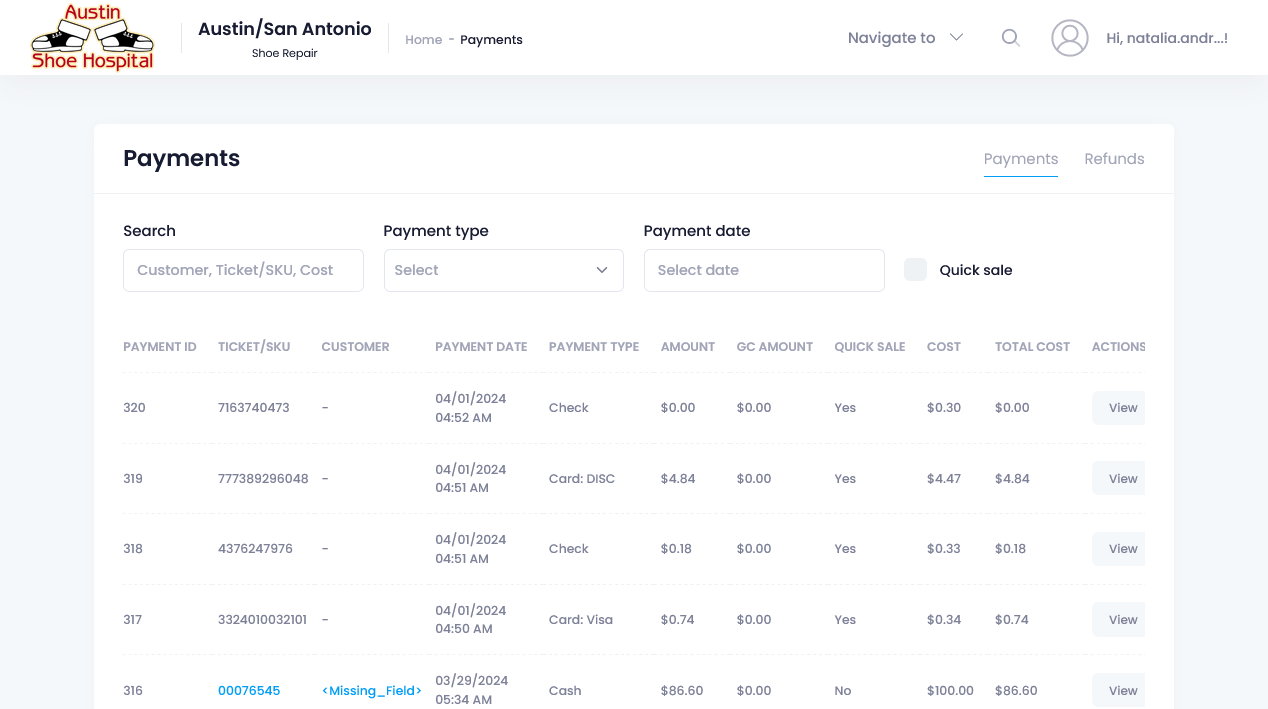 Austin
Shoe Hospital
Austin/San Antonio
Shoe Repair
Home - Payments
Navigate to
Hi, natalia.andr...!
Payments
Payments Refunds
Search Payment type Payment date
Customer, Ticket/SKU, Cost Select Select date Quick sale
PAYMENT ID TICKET/SKU CUSTOMER PAYMENT DATE PAYMENT TYPE AMOUNT GC AMOUNT QUICK SALE COST TOTAL COST ACTIONS
320 7163740473 - 04/01/2024 04:52 AM Check $0.00 $0.00 Yes $0.30 $0.00 View
319 777389296048 - 04/01/2024 04:51 AM Card: DISC $4.84 $0.00 Yes $4.47 $4.84 View
318 4376247976 - 04/01/2024 04:51 AM Check $0.18 $0.00 Yes $0.33 $0.18 View
317 3324010032101 - 04/01/2024 04:50 AM Card: Visa $0.74 $0.00 Yes $0.34 $0.74 View
316 00076545 <Missing_Field> 03/29/2024 05:34 AM Cash $86.60 $0.00 No $100.00 $86.60 View